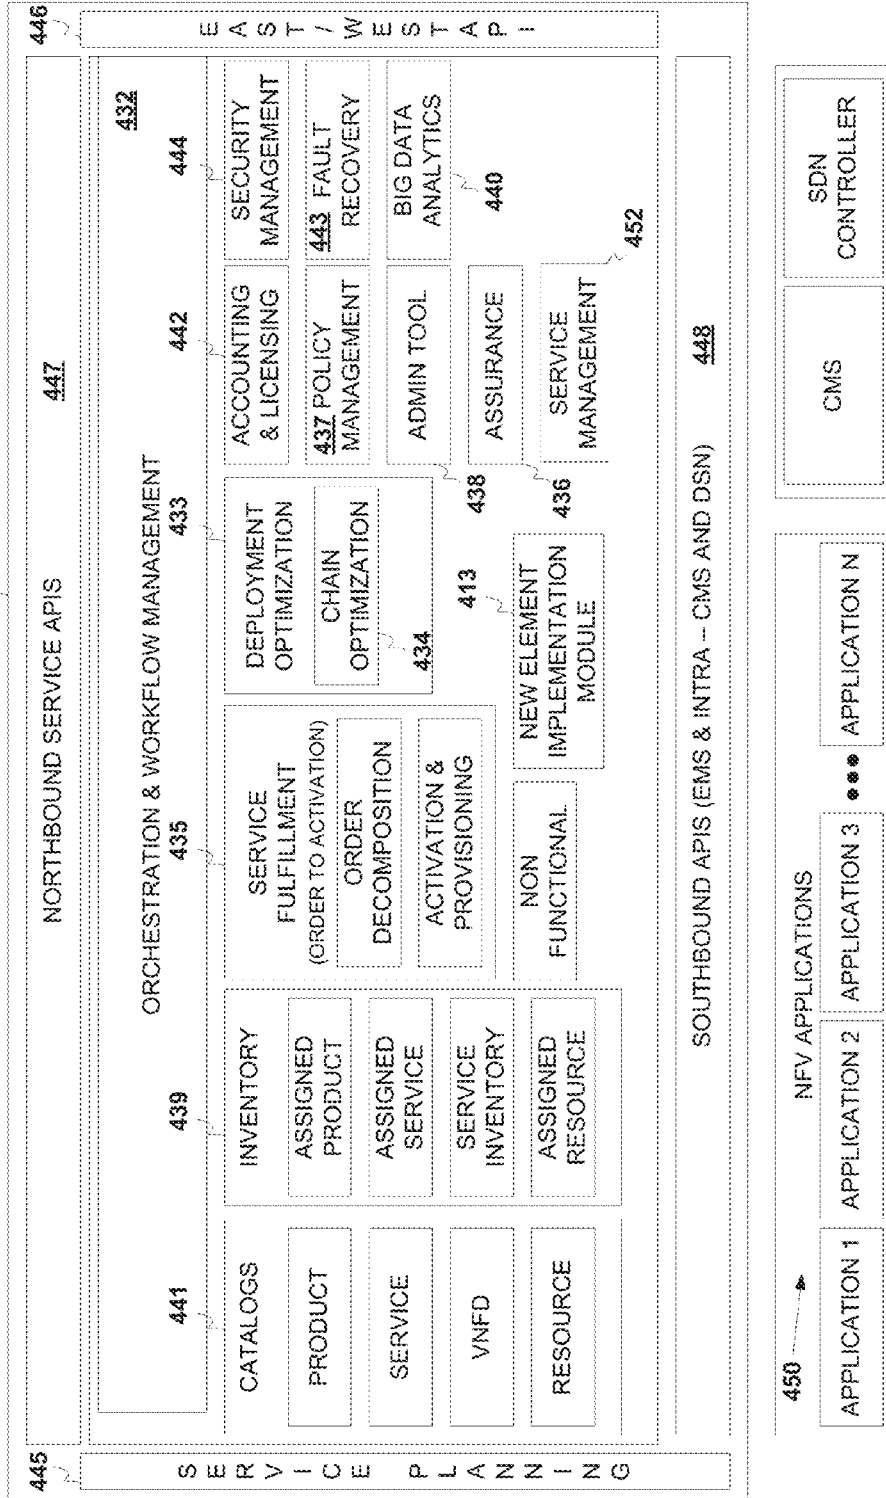 447
NORTHBOUND SERVICE APIS
445
SERVICE PLANNING
446
EAST/WEST API
432
ORCHESTRATION & WORKFLOW MANAGEMENT
441
CATALOGS
PRODUCT
SERVICE
VNFD
RESOURCE
439
INVENTORY
ASSIGNED
PRODUCT
ASSIGNED
SERVICE
SERVICE
INVENTORY
ASSIGNED
RESOURCE
435
SERVICE
FULFILLMENT
(ORDER TO ACTIVATION)
ORDER
DECOMPOSITION
ACTIVATION &
PROVISIONING
NON
FUNCTIONAL
433
DEPLOYMENT
OPTIMIZATION
CHAIN
OPTIMIZATION
434
413
NEW ELEMENT
IMPLEMENTATION
MODULE
442
ACCOUNTING
& LICENSING
437 POLICY
MANAGEMENT
ADMIN TOOL
438
ASSURANCE
436
SERVICE
MANAGEMENT
452
444
SECURITY
MANAGEMENT
443 FAULT
RECOVERY
BIG DATA
ANALYTICS
440
448
SOUTHBOUND APIS (EMS & INTRA – CMS AND DSN)
450
NFV APPLICATIONS
APPLICATION 1
APPLICATION 2
APPLICATION 3
APPLICATION N
CMS
SDN
CONTROLLER